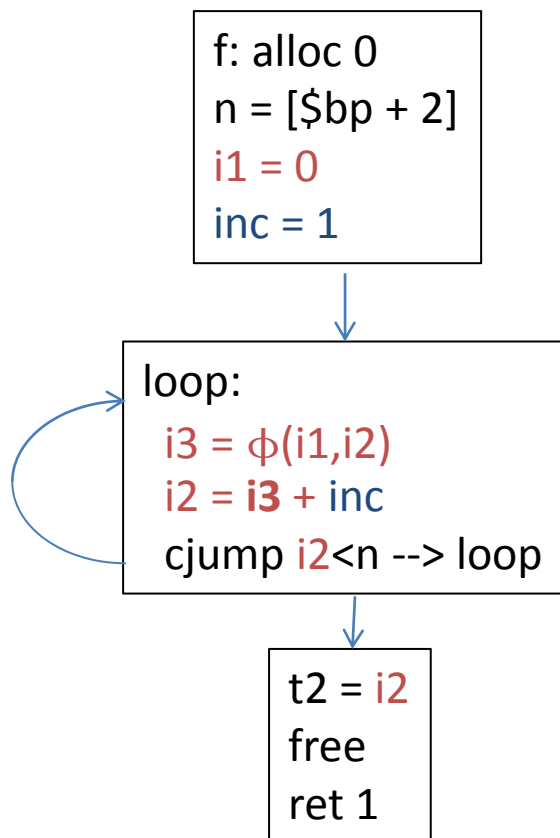 f: alloc 0
n = [$bp + 2]
i1 = 0
inc = 1
loop:
i3 = ϕ(i1,i2)
i2 = i3 + inc
cjump i2<n --> loop
t2 = i2
free
ret 1